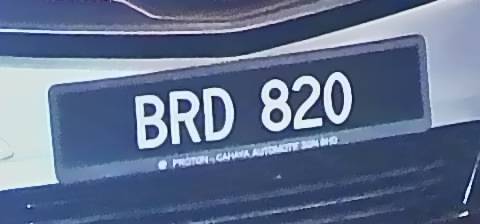 BRD 820
PROTON - CAHAYA AUTOMOTIF SDN BHD